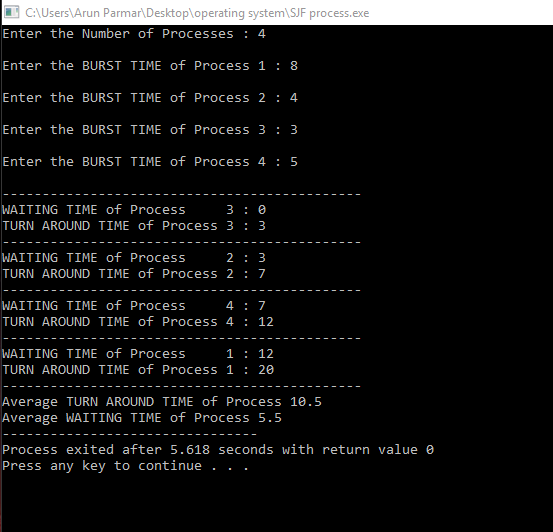 C:\Users\Arun Parmar\Desktop\operating system\SJF process.exe
Enter the Number of Processes : 4
Enter the BURST TIME of Process 1 : 8
Enter the BURST TIME of Process 2 : 4
Enter the BURST TIME of Process 3 : 3
Enter the BURST TIME of Process 4 : 5
---------------------------------------------
WAITING TIME of Process     3 : 0
TURN AROUND TIME of Process 3 : 3
---------------------------------------------
WAITING TIME of Process     2 : 3
TURN AROUND TIME of Process 2 : 7
---------------------------------------------
WAITING TIME of Process     4 : 7
TURN AROUND TIME of Process 4 : 12
---------------------------------------------
WAITING TIME of Process     1 : 12
TURN AROUND TIME of Process 1 : 20
---------------------------------------------
Average TURN AROUND TIME of Process 10.5
Average WAITING TIME of Process 5.5
--------------------------------
Process exited after 5.618 seconds with return value 0
Press any key to continue . . .